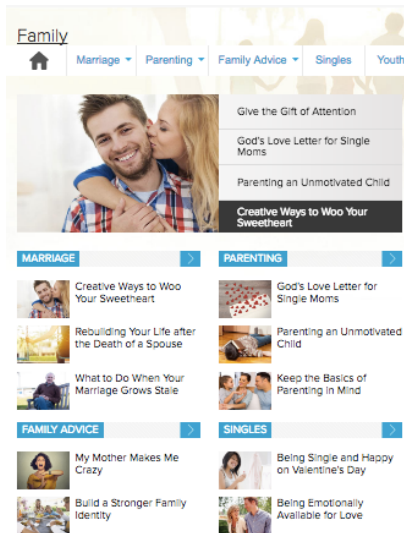 Family
Marriage Parenting Family Advice Singles Youth
Give the Gift of Attention
God's Love Letter for Single
Moms
Parenting an Unmotivated Child
Creative Ways to Woo Your
Sweetheart
MARRIAGE
Creative Ways to Woo
Your Sweetheart
Rebuilding Your Life after
the Death of a Spouse
What to Do When Your
Marriage Grows Stale
PARENTING
God's Love Letter for
Single Moms
Parenting an Unmotivated
Child
Keep the Basics of
Parenting in Mind
FAMILY ADVICE
My Mother Makes Me
Crazy
Build a Stronger Family
Identity
SINGLES
Being Single and Happy
on Valentine's Day
Being Emotionally
Available for Love